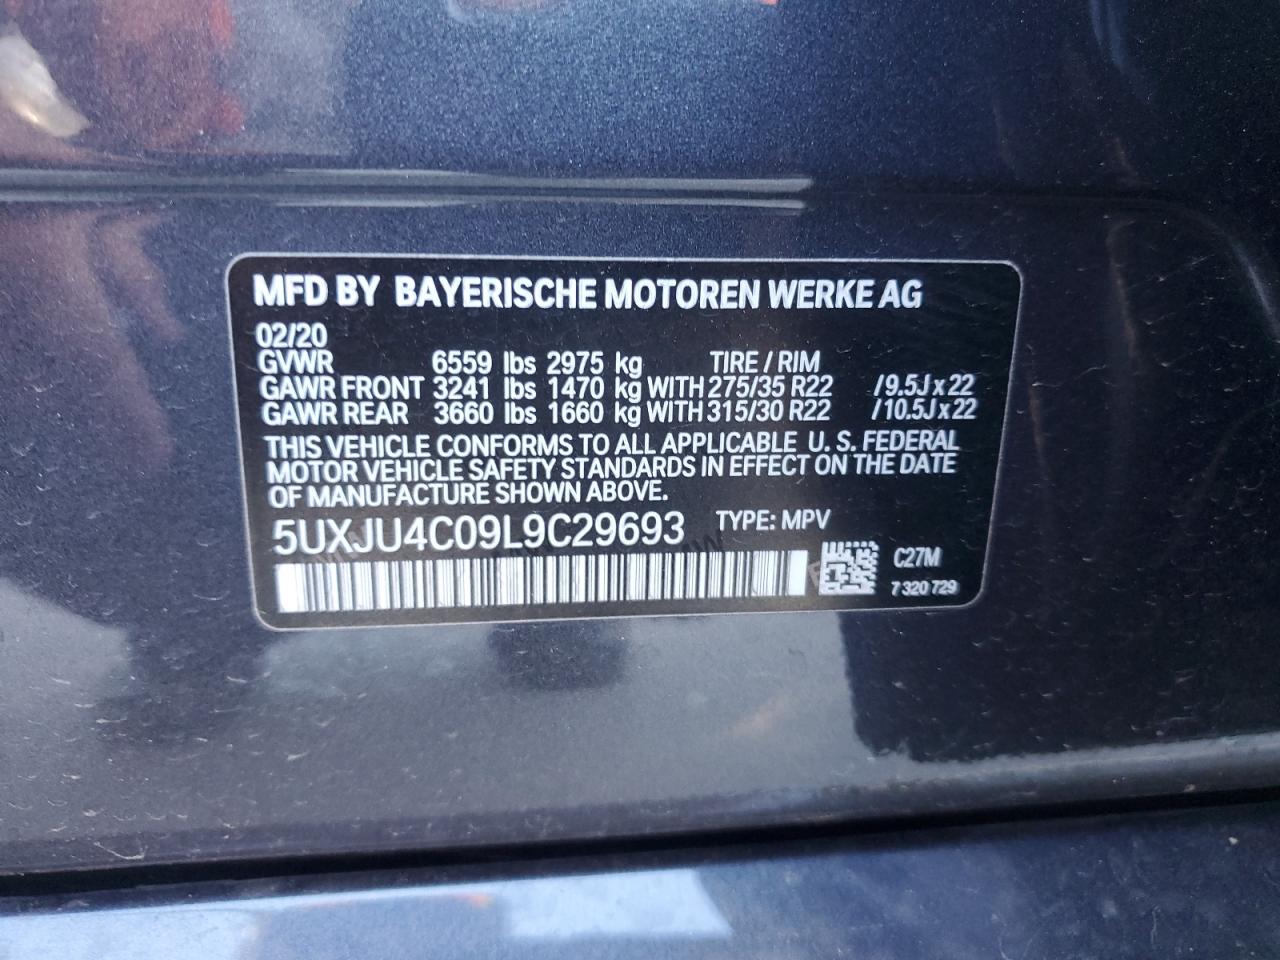 MFD BY BAYERISCHE MOTOREN WERKE AG
02/20
GVWR 6559 lbs 2975 kg TIRE / RIM
GAWR FRONT 3241 lbs 1470 kg WITH 275/35 R22 /9.5J x 22
GAWR REAR 3660 lbs 1660 kg WITH 315/30 R22 /10.5J x 22
THIS VEHICLE CONFORMS TO ALL APPLICABLE U. S. FEDERAL
MOTOR VEHICLE SAFETY STANDARDS IN EFFECT ON THE DATE
OF MANUFACTURE SHOWN ABOVE.
5UXJU4C09L9C29693 TYPE: MPV
C27M
7 320 729